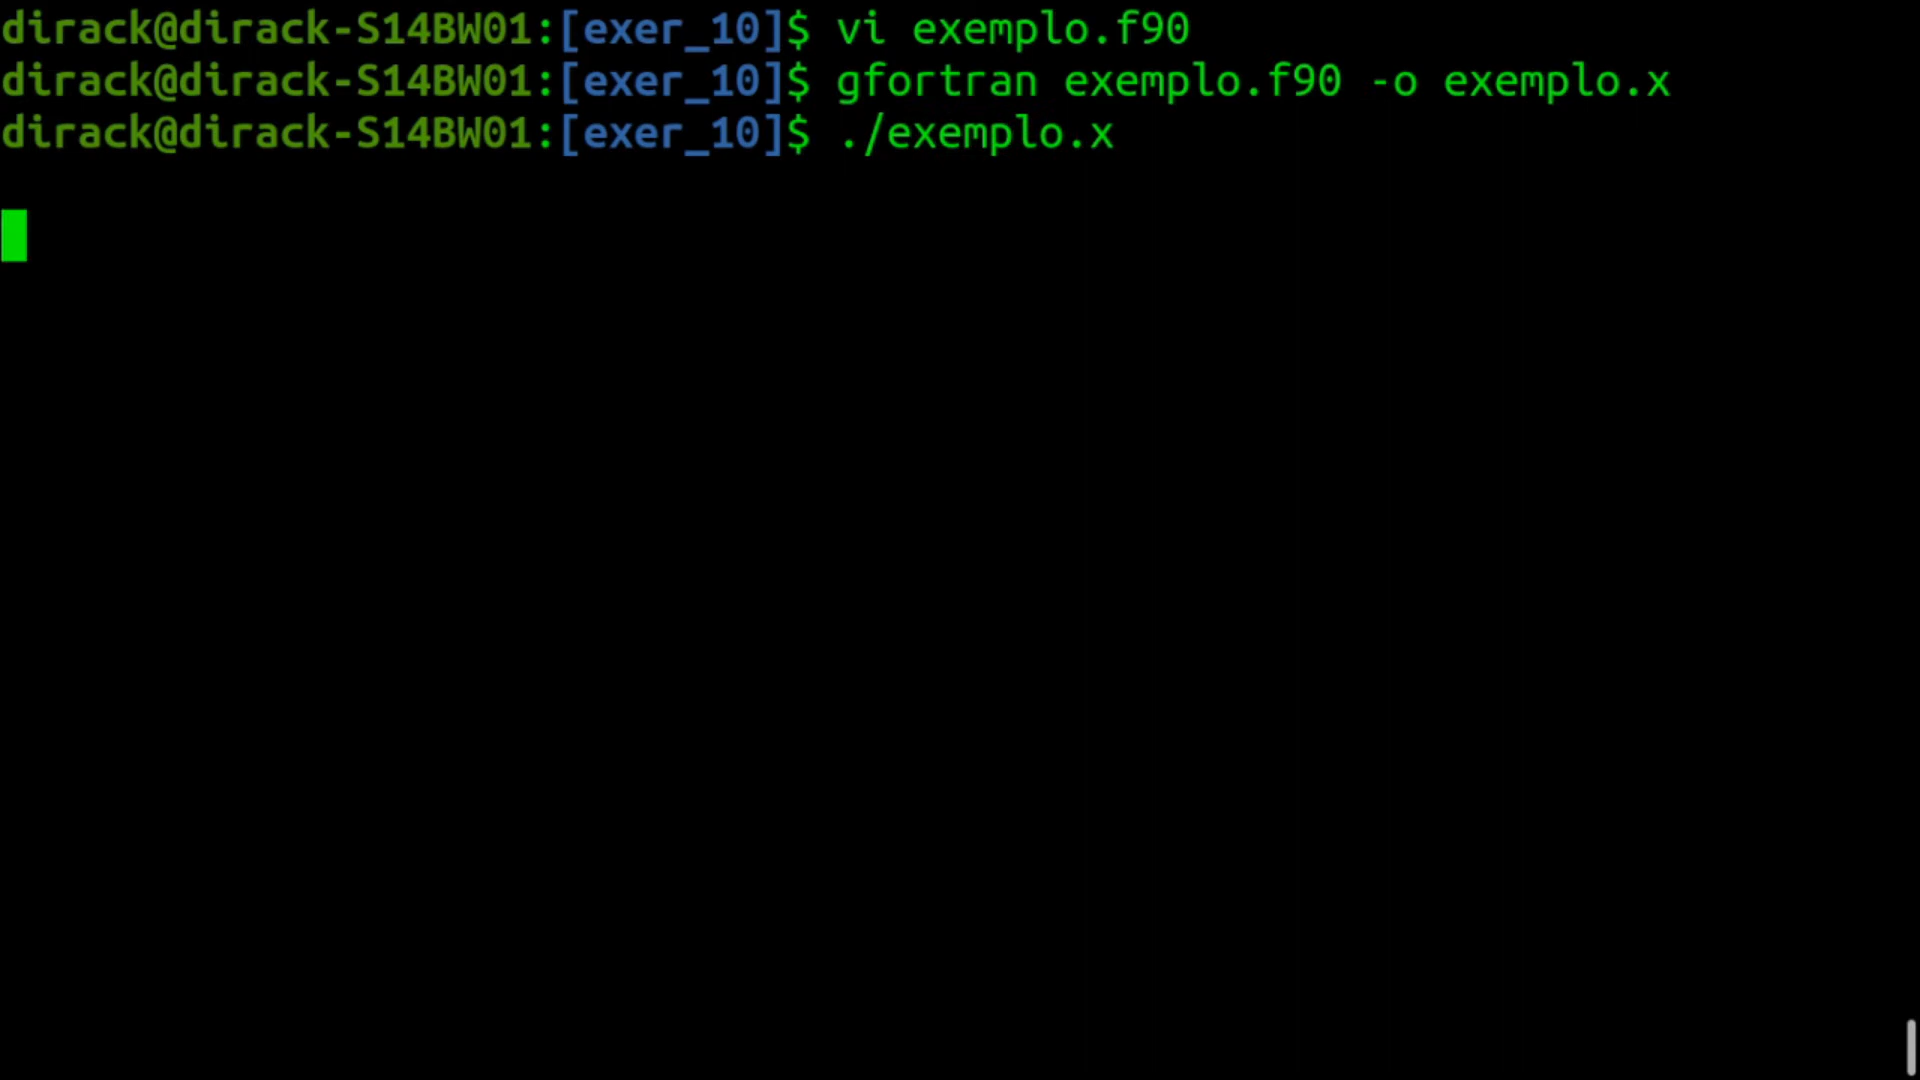 dirack@dirack-S14BW01:[exer_10]$ vi exemplo.f90
dirack@dirack-S14BW01:[exer_10]$ gfortran exemplo.f90 -o exemplo.x
dirack@dirack-S14BW01:[exer_10]$ ./exemplo.x